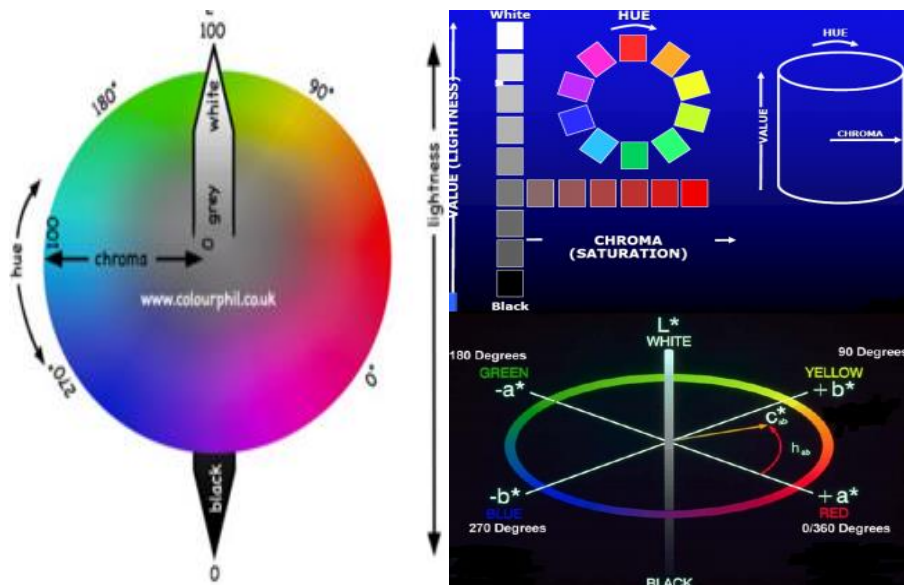 100
white
grey
0
180°
90°
hue
100
chroma
www.colourphil.co.uk
270°
0°
black
0
lightness
White
HUE
VALUE (LIGHTNESS)
CHROMA
(SATURATION)
Black
HUE
VALUE
CHROMA
L*
WHITE
180 Degrees
GREEN
-a*
90 Degrees
YELLOW
+b*
C*ab
hab
-b*
BLUE
270 Degrees
+a*
RED
0/360 Degrees
BLACK